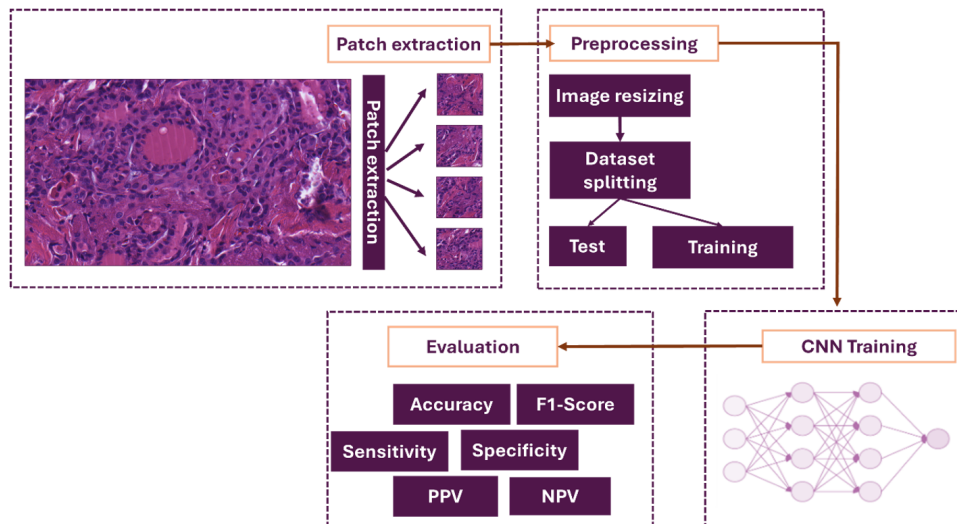 Patch extraction
Patch extraction
Preprocessing
Image resizing
Dataset
splitting
Test
Training
CNN Training
Evaluation
Accuracy
F1-Score
Sensitivity
Specificity
PPV
NPV